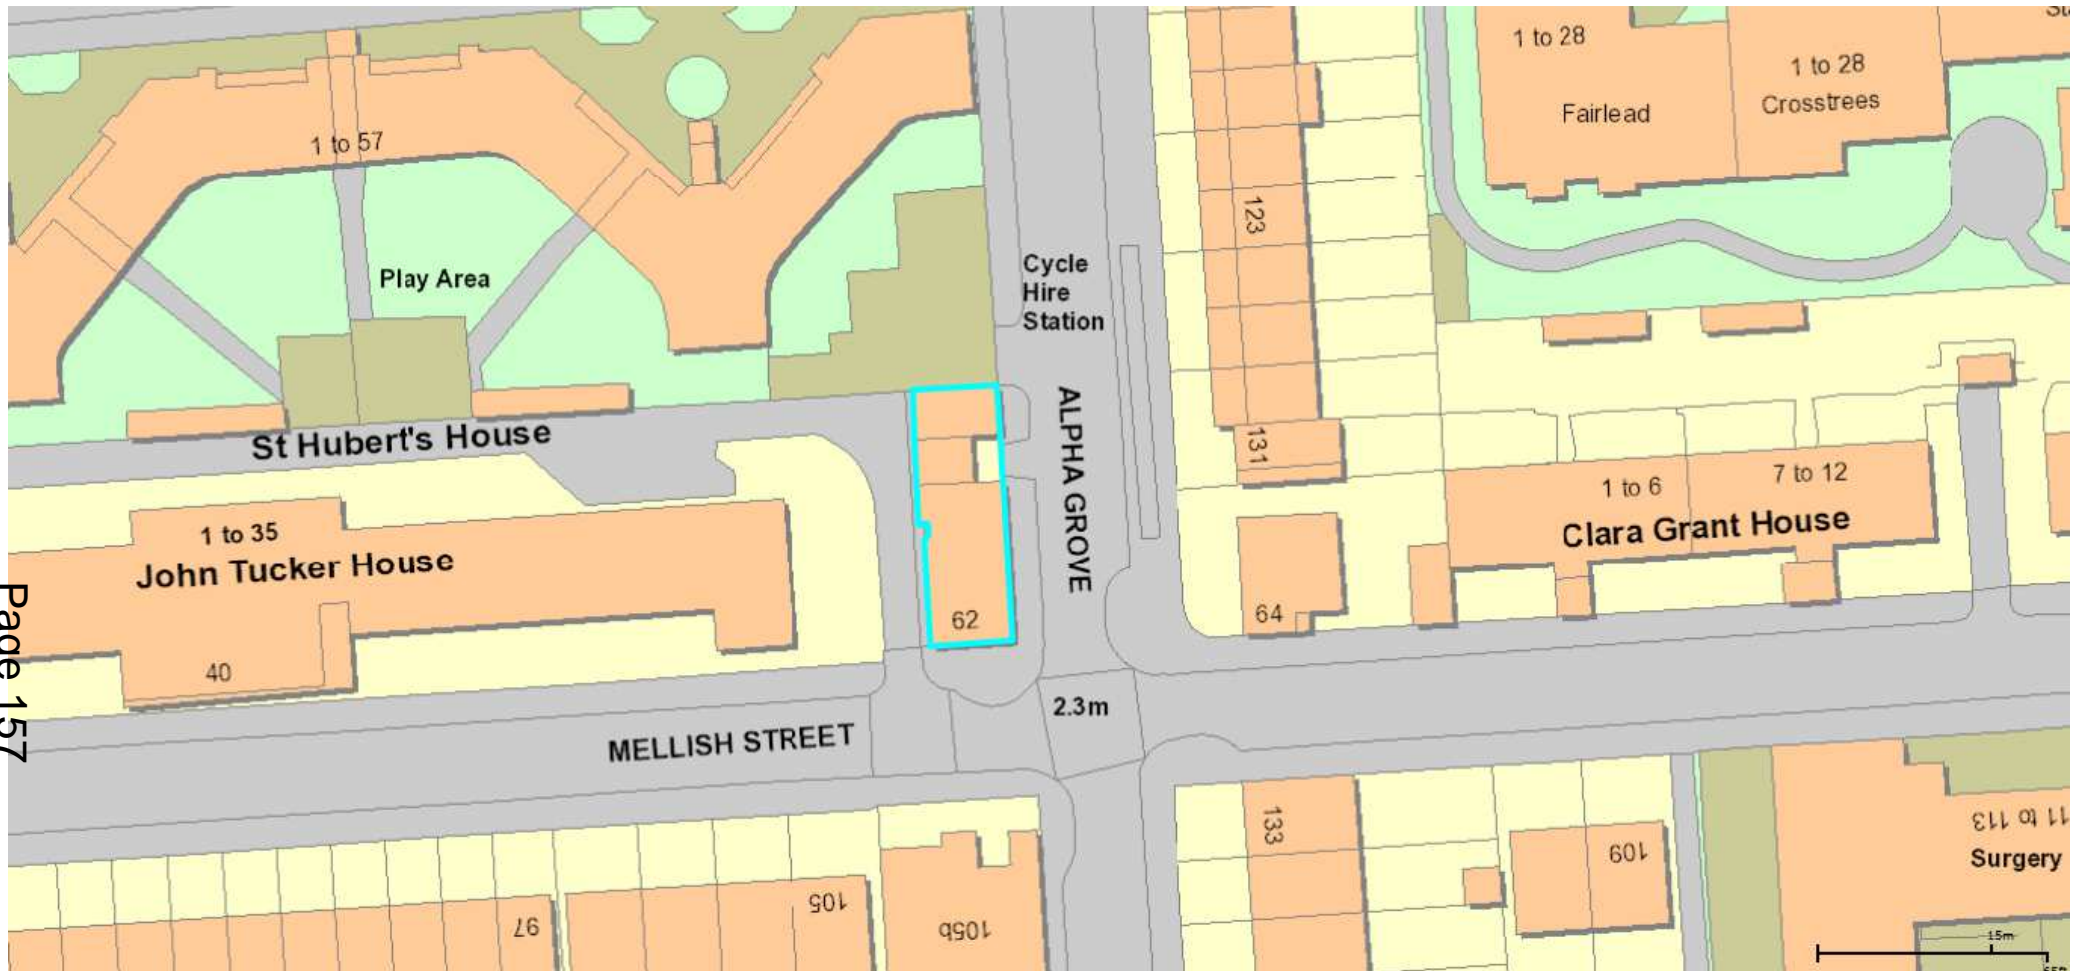 1 to 28
1 to 28
Fairlead
Crosstrees
1 to 57
123
Play Area
Cycle
Hire
Station
ALPHA GROVE
St Hubert's House
131
1 to 6
7 to 12
Clara Grant House
1 to 35
John Tucker House
62
64
40
Page 157
2.3m
MELLISH STREET
133
109
11 to 113
Surgery
105
97
105b
15m